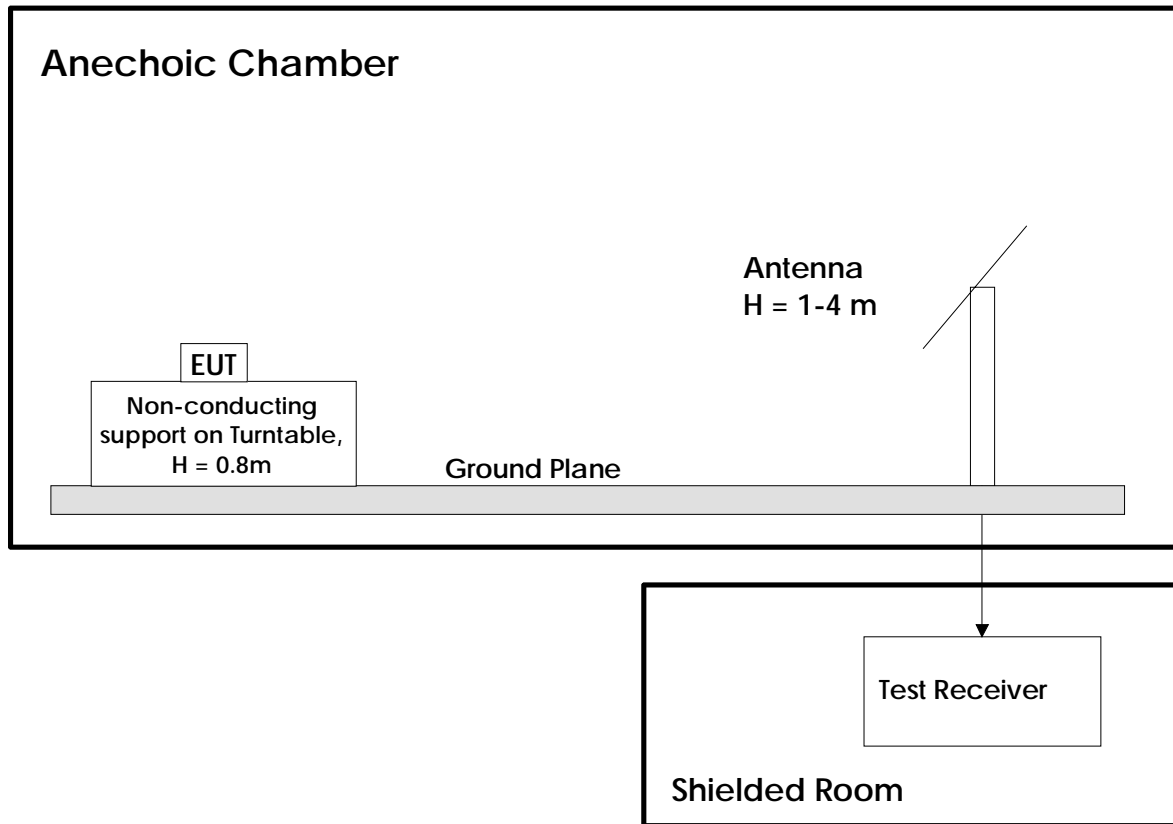 Anechoic Chamber
Antenna
H = 1-4 m
EUT
Non-conducting
support on Turntable,
H = 0.8m
Ground Plane
Test Receiver
Shielded Room